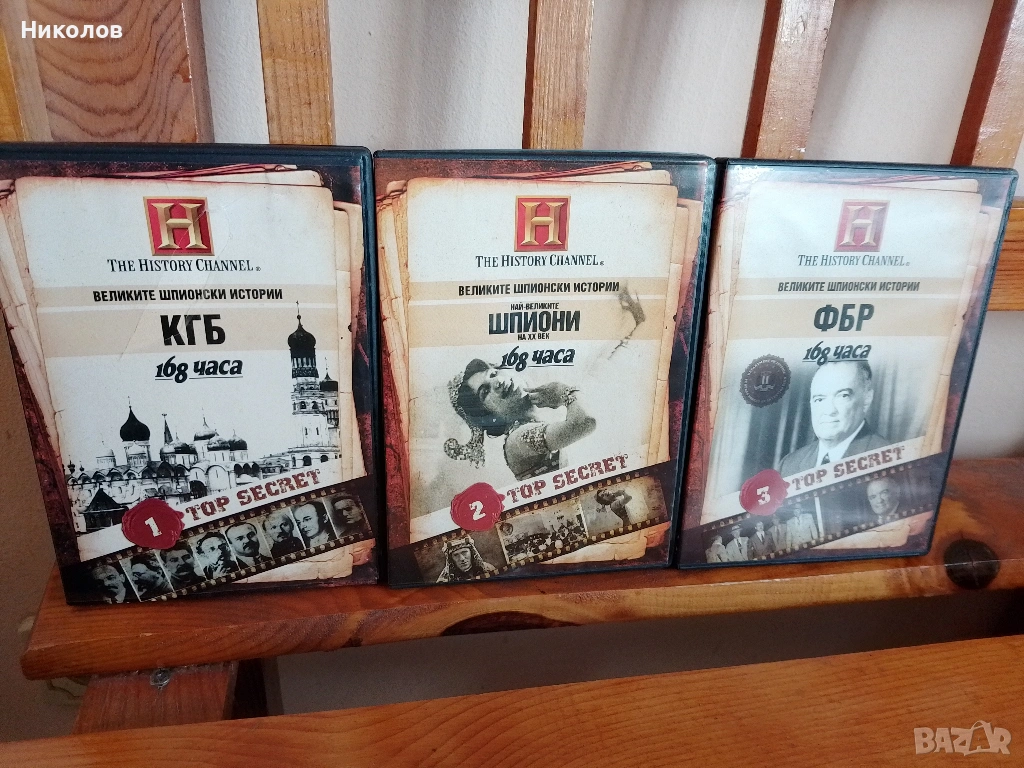 Николов
H
THE HISTORY CHANNEL®
ВЕЛИКИТЕ ШПИОНСКИ ИСТОРИИ
КГБ
168 часа
1 TOP SECRET
H
THE HISTORY CHANNEL®
ВЕЛИКИТЕ ШПИОНСКИ ИСТОРИИ
НАЙ-ВЕЛИКИТЕ
ШПИОНИ
НА XX ВЕК
168 часа
2 TOP SECRET
H
THE HISTORY CHANNEL®
ВЕЛИКИТЕ ШПИОНСКИ ИСТОРИИ
ФБР
168 часа
3 TOP SECRET
BAZAR